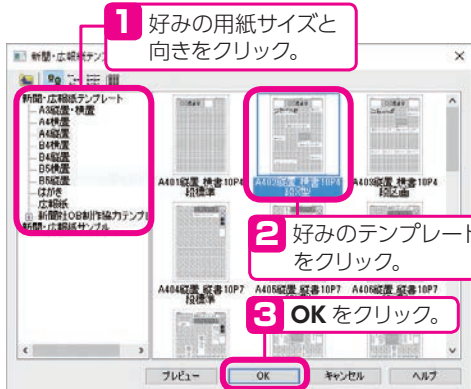 1 好みの用紙サイズと
向きをクリック。
新聞・広報紙テンプ
新聞・広報紙テンプレート
A3縦置・横置
A4横置
A4縦置
B4横置
B4縦置
B5横置
B5縦置
はがき
広報紙
新聞社OB制作協力テンプ
新聞・広報紙サンプル
A401縦置_横書10P4
段標準
A402縦置_横書10P4
A403縦置_横書10P4
2 好みのテンプレート
をクリック。
A404縦置_縦書10P7
段標準
A405縦置_縦書10P7
A406縦置_縦書10P7
3 OK をクリック。
プレビュー
OK
キャンセル
ヘルプ